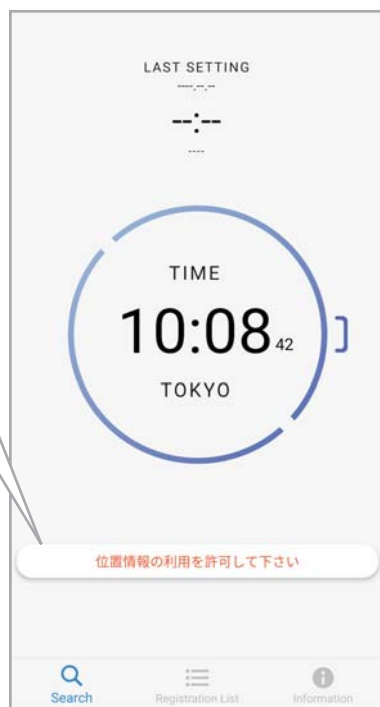 LAST SETTING
----.--.--
--:--
----
TIME
10:08 42
TOKYO
位置情報の利用を許可して下さい
Search
Registration List
Information